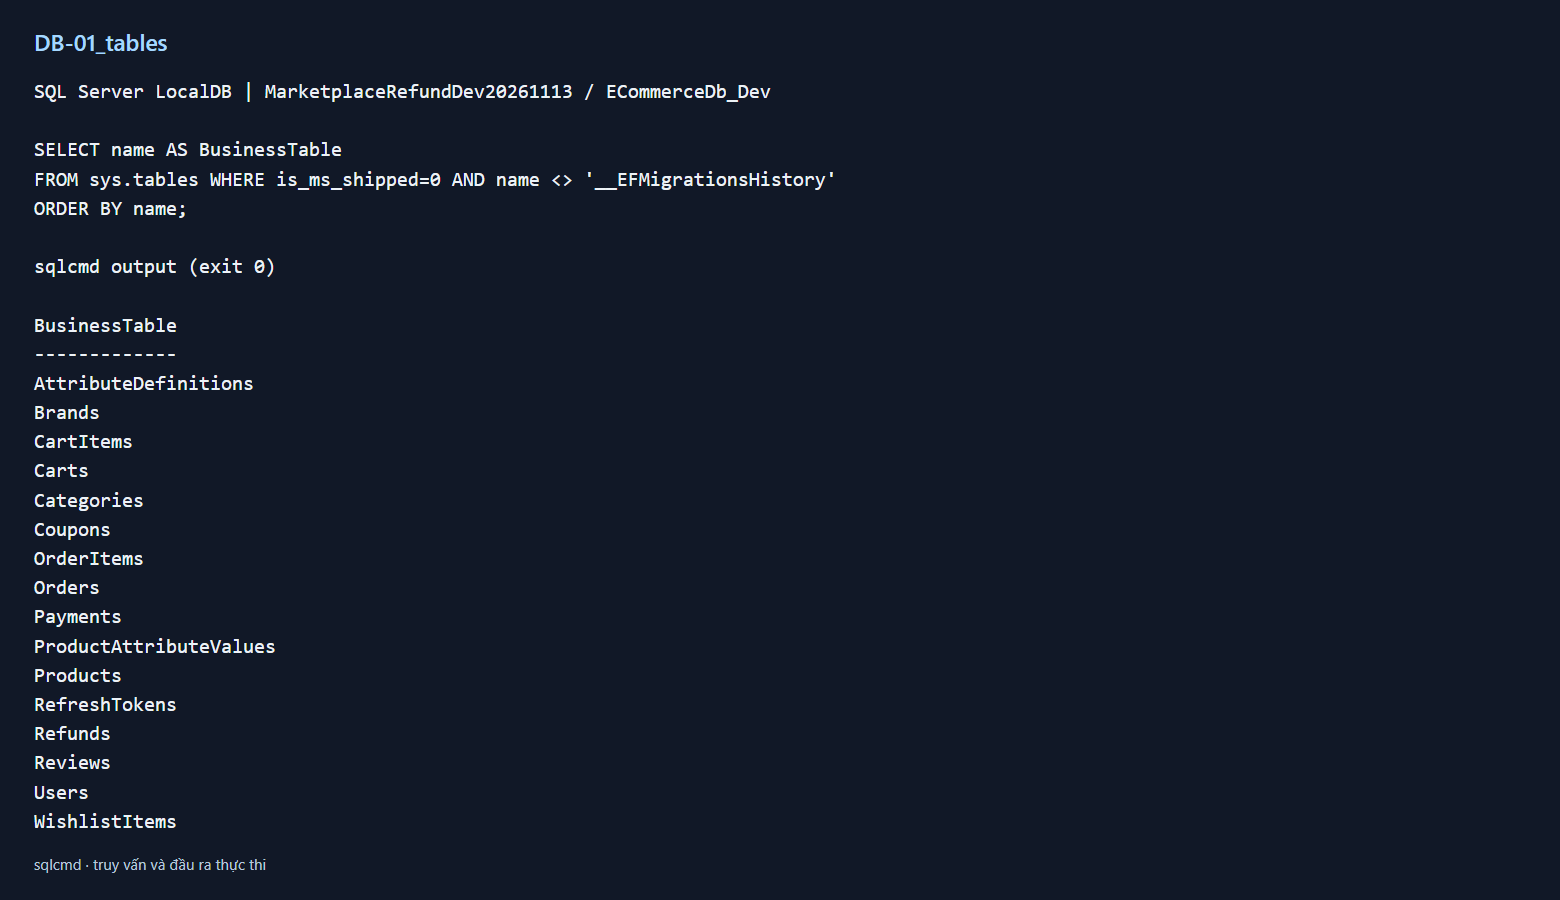 DB-01_tables
SQL Server LocalDB | MarketplaceRefundDev20261113 / ECommerceDb_Dev
SELECT name AS BusinessTable
FROM sys.tables WHERE is_ms_shipped=0 AND name <> '__EFMigrationsHistory'
ORDER BY name;
sqlcmd output (exit 0)
BusinessTable
-------------
AttributeDefinitions
Brands
CartItems
Carts
Categories
Coupons
OrderItems
Orders
Payments
ProductAttributeValues
Products
RefreshTokens
Refunds
Reviews
Users
WishlistItems
sqlcmd · truy vấn và đầu ra thực thi